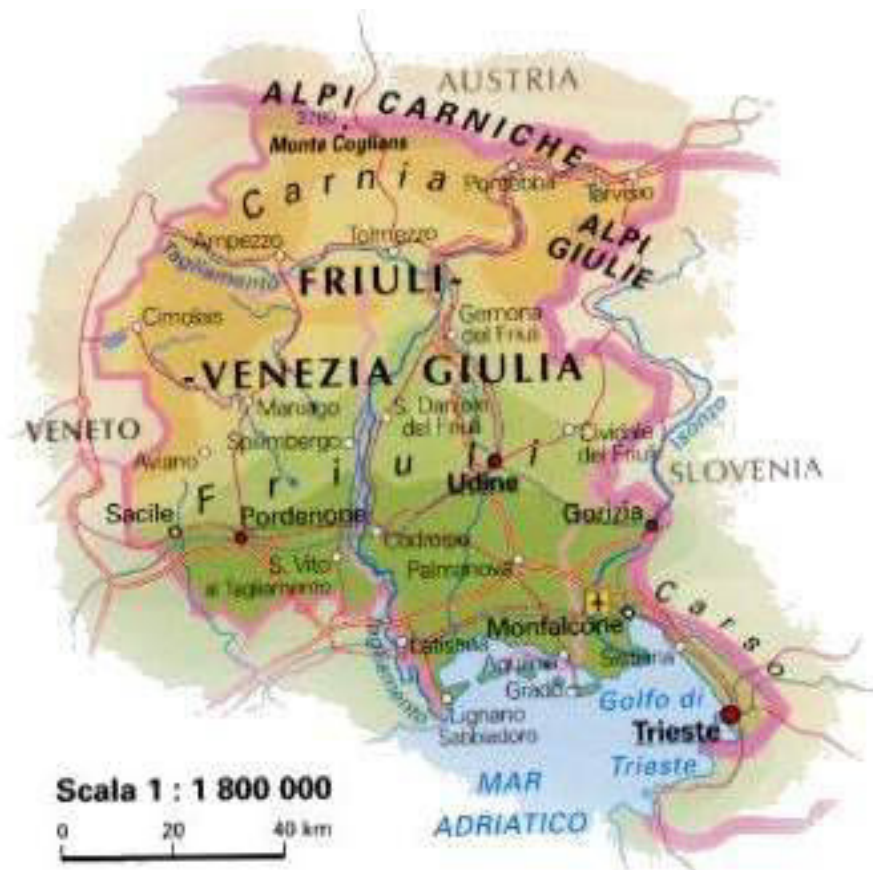 AUSTRIA
ALPI CARNICHE
2780
Monte Coglians
Carnia
Pontebba
Tarvisio
ALPI
GIULIE
Ampezzo
Tolmezzo
Tagliamento
FRIULI-
Cimolais
Gemona
del Friuli
-VENEZIA GIULIA
Maniago
S. Daniele
del Friuli
VENETO
Spilimbergo
Cividale
del Friuli
Isonzo
Aviano
Friuli
SLOVENIA
Udine
Sacile
Pordenone
Gorizia
Codroipo
S. Vito
al Tagliamento
Palmanova
Carso
Monfalcone
Latisana
Aquileia
Sistiana
Tagliamento
Grado
Golfo di
Lignano
Sabbiadoro
Trieste
Trieste
Scala 1 : 1 800 000
MAR
ADRIATICO
0 20 40 km